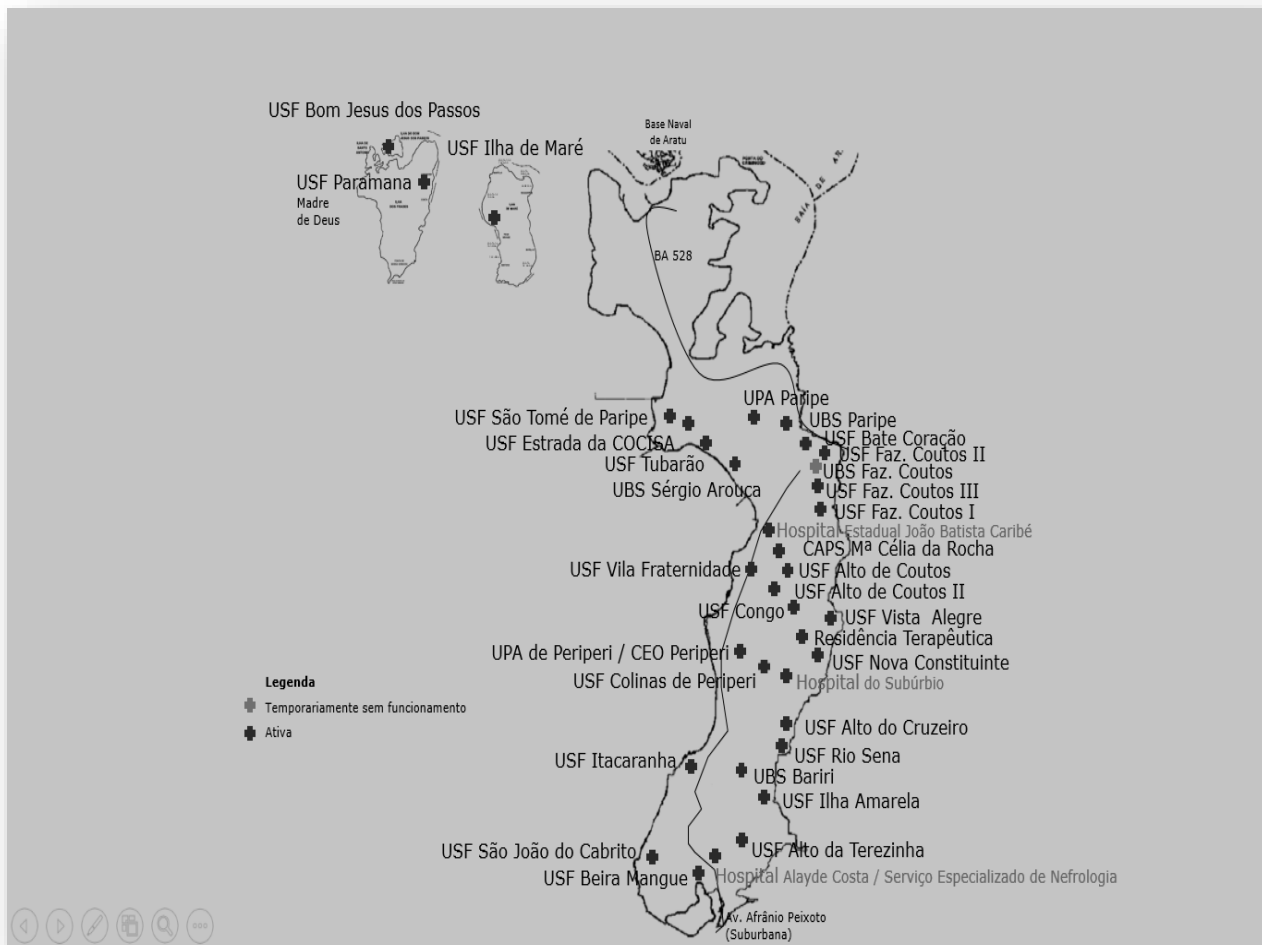 USF Bom Jesus dos Passos
USF Ilha de Maré
USF Paramana
Madre
de Deus
Base Naval
de Aratu
BAIA DE
BA 528
UPA Paripe
USF São Tomé de Paripe
UBS Paripe
USF Estrada da COCISA
USF Bate Coração
USF Tubarão
USF Faz. Coutos II
UBS Faz. Coutos
UBS Sérgio Arouca
USF Faz. Coutos III
USF Faz. Coutos I
Hospital Estadual João Batista Caribé
CAPS Mª Célia da Rocha
USF Vila Fraternidade
USF Alto de Coutos
USF Alto de Coutos II
USF Congo
USF Vista Alegre
Residência Terapêutica
UPA de Periperi / CEO Periperi
USF Nova Constituinte
USF Colinas de Periperi
Hospital do Subúrbio
Legenda
Temporariamente sem funcionamento
Ativa
USF Alto do Cruzeiro
USF Rio Sena
USF Itacaranha
UBS Bariri
USF Ilha Amarela
USF São João do Cabrito
USF Alto da Terezinha
USF Beira Mangue
Hospital Alayde Costa / Serviço Especializado de Nefrologia
Av. Afrânio Peixoto
(Suburbana)